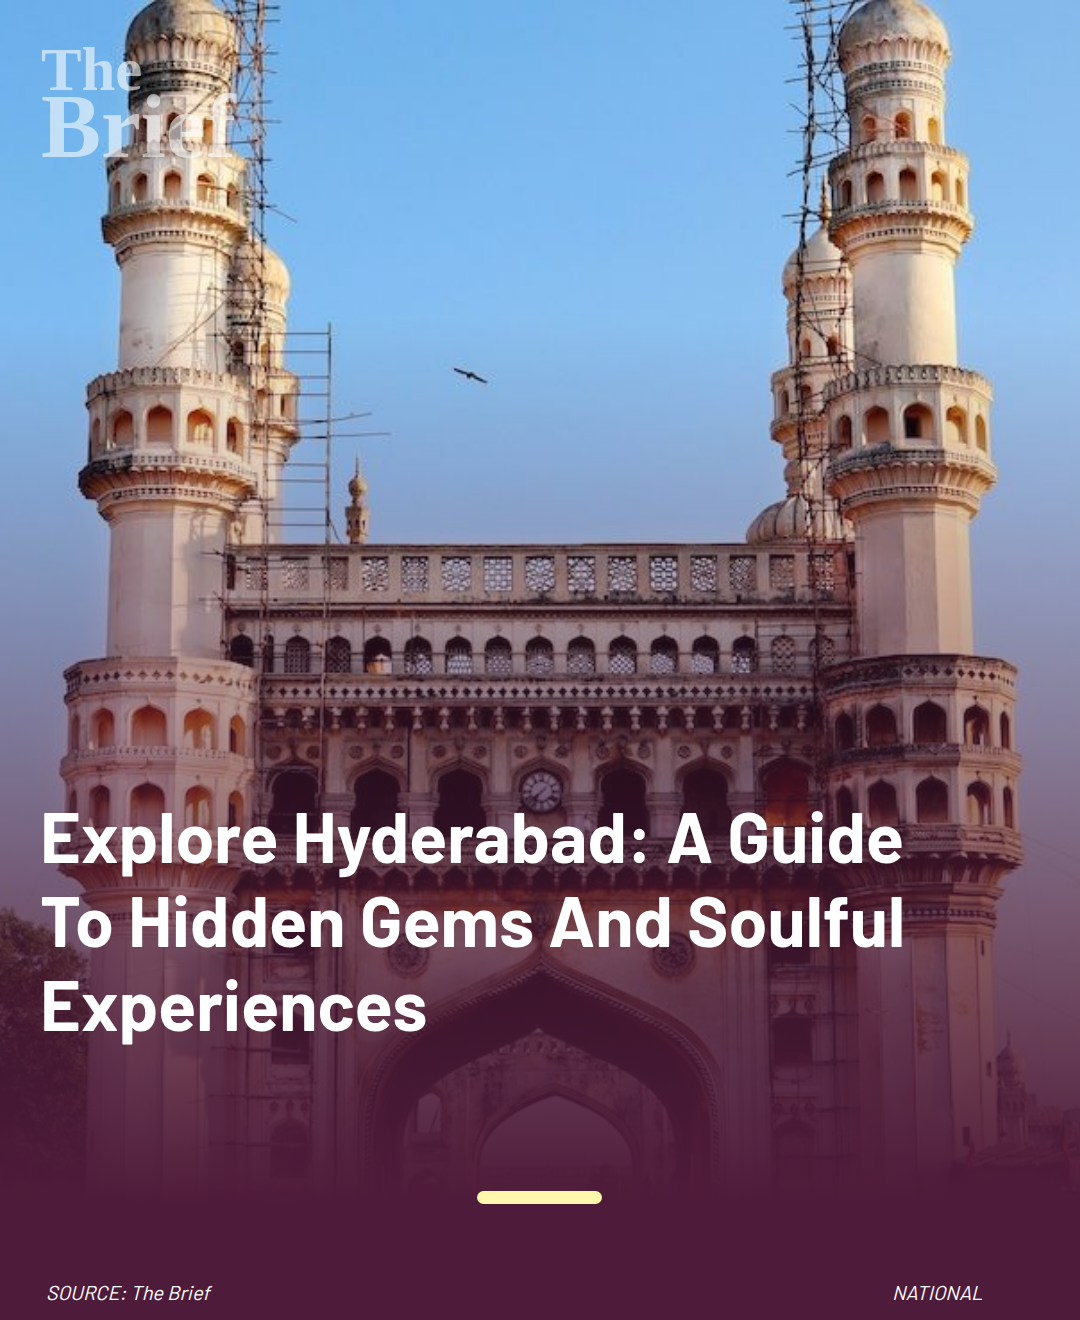 The
Brief
Explore Hyderabad: A Guide
To Hidden Gems And Soulful
Experiences
SOURCE: The Brief
NATIONAL